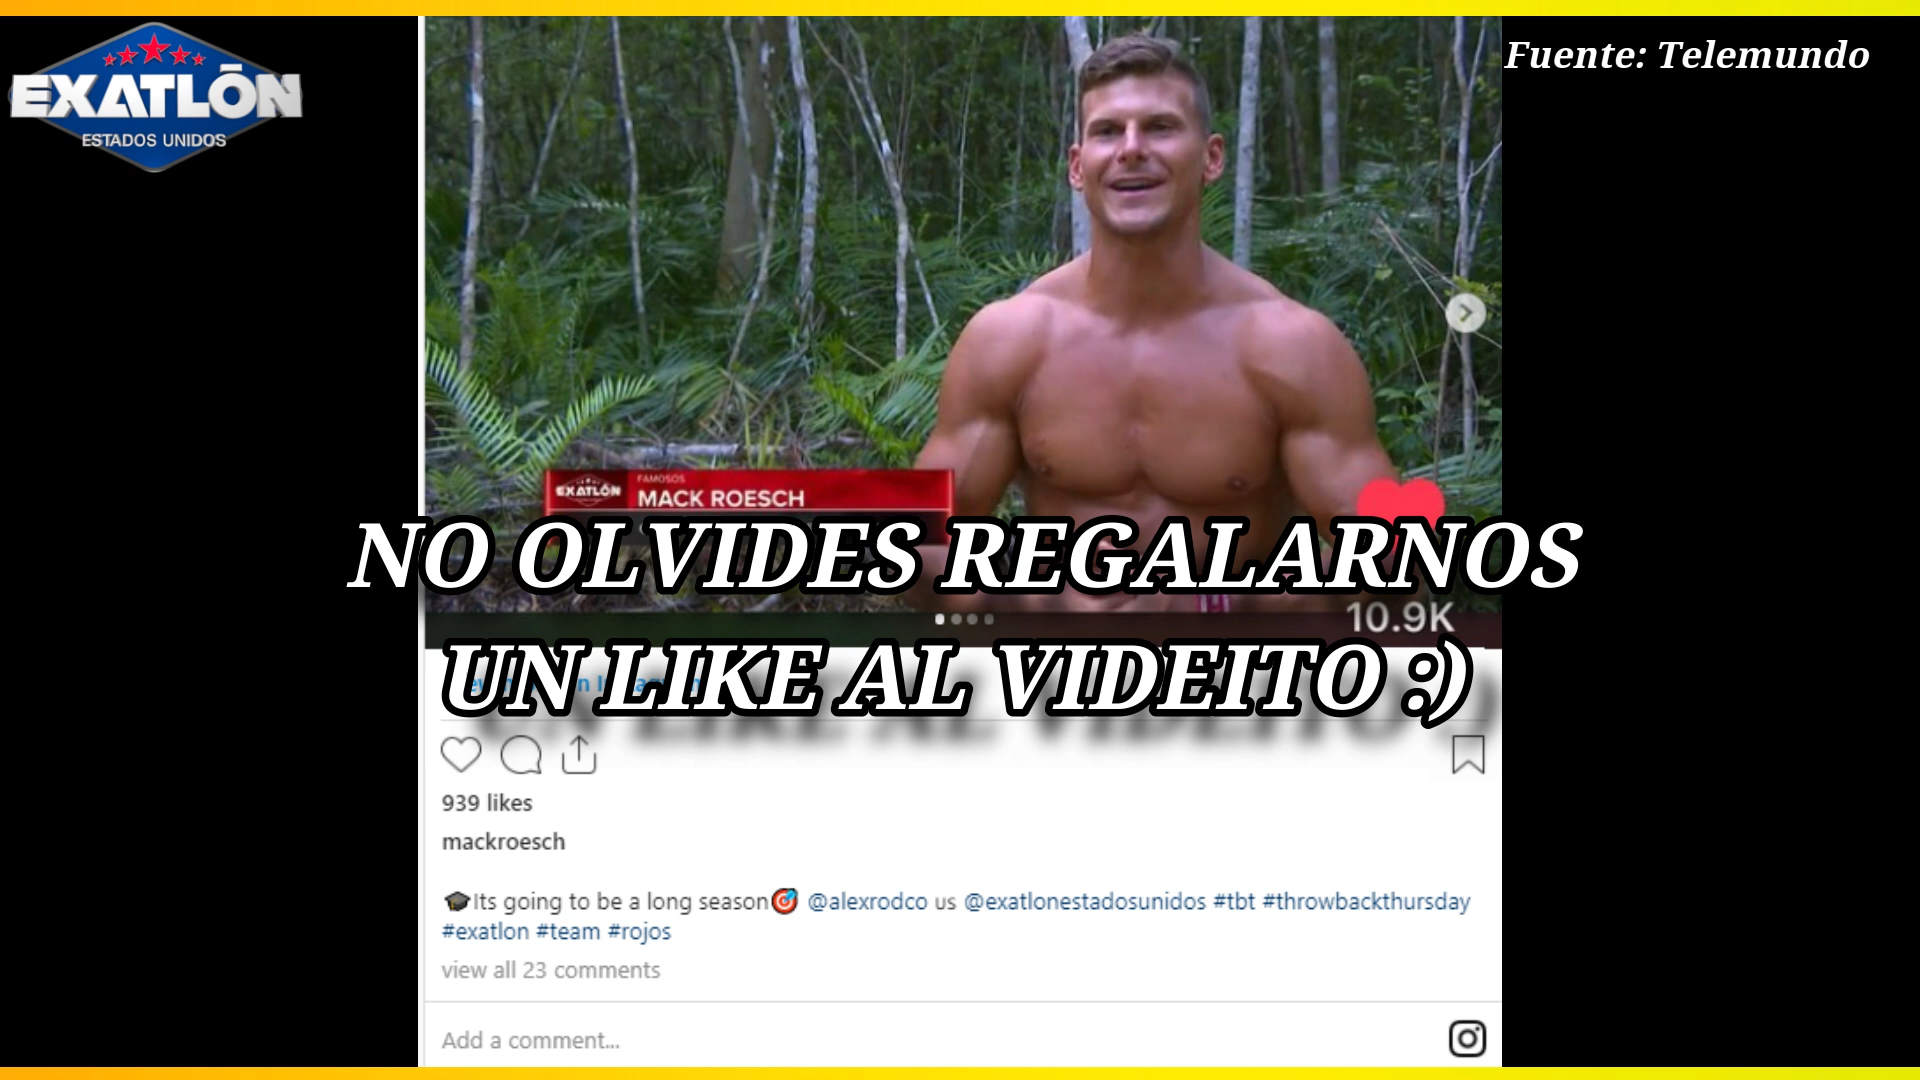 EXATLŌN
ESTADOS UNIDOS
Fuente: Telemundo
EXATLŌN
FAMOSOS
MACK ROESCH
NO OLVIDES REGALARNOS
10.9K
UN LIKE AL VIDEITO :)
939 likes
mackroesch
🎓Its going to be a long season🎯 @alexrodco us @exatlonestadosunidos #tbt #throwbackthursday
#exatlon #team #rojos
view all 23 comments
Add a comment...